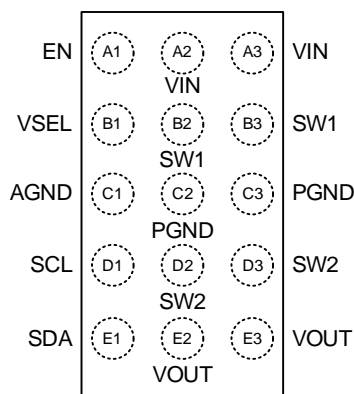 EN A1 A2 A3 VIN
VIN
VSEL B1 B2 B3 SW1
SW1
AGND C1 C2 C3 PGND
PGND
SCL D1 D2 D3 SW2
SW2
SDA E1 E2 E3 VOUT
VOUT